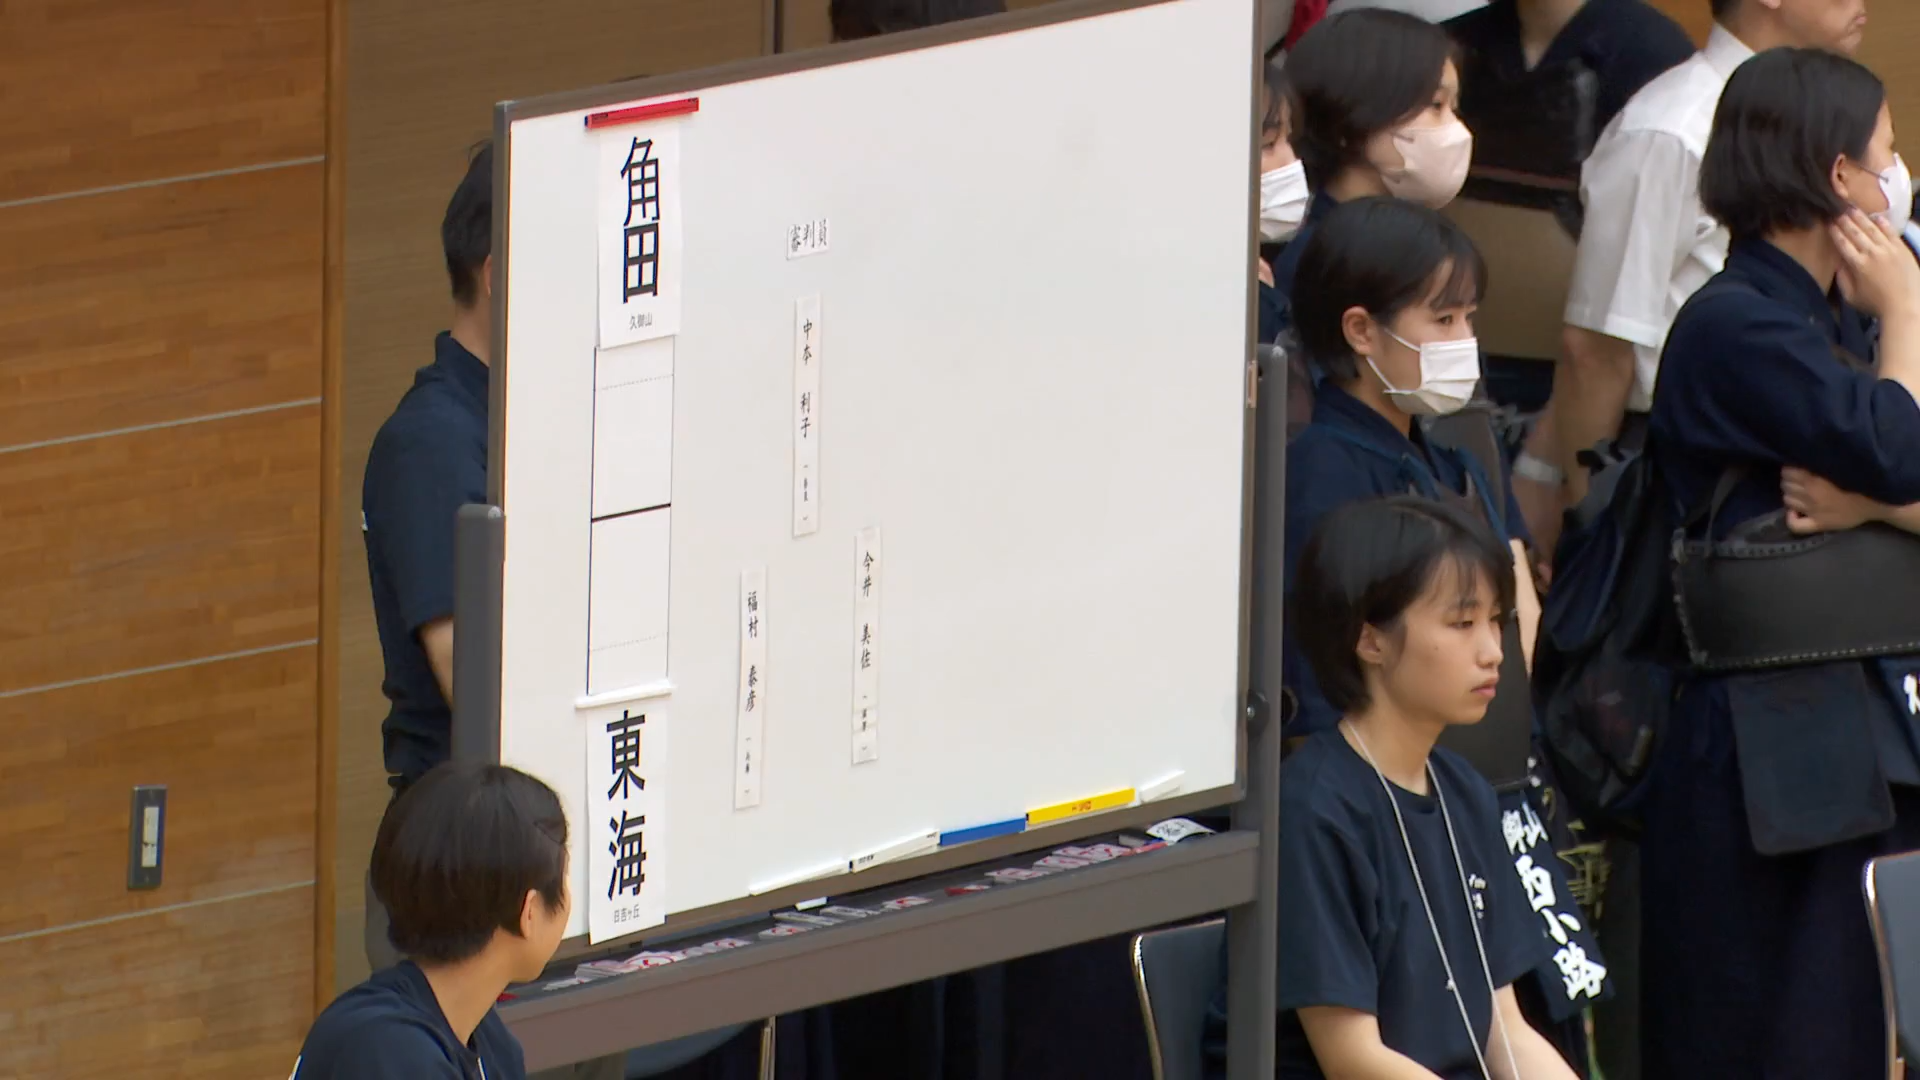 角田
久御山
東海
日吉ヶ丘
審判員
中本 利子
今井 美佐
福村 泰彦
西小路